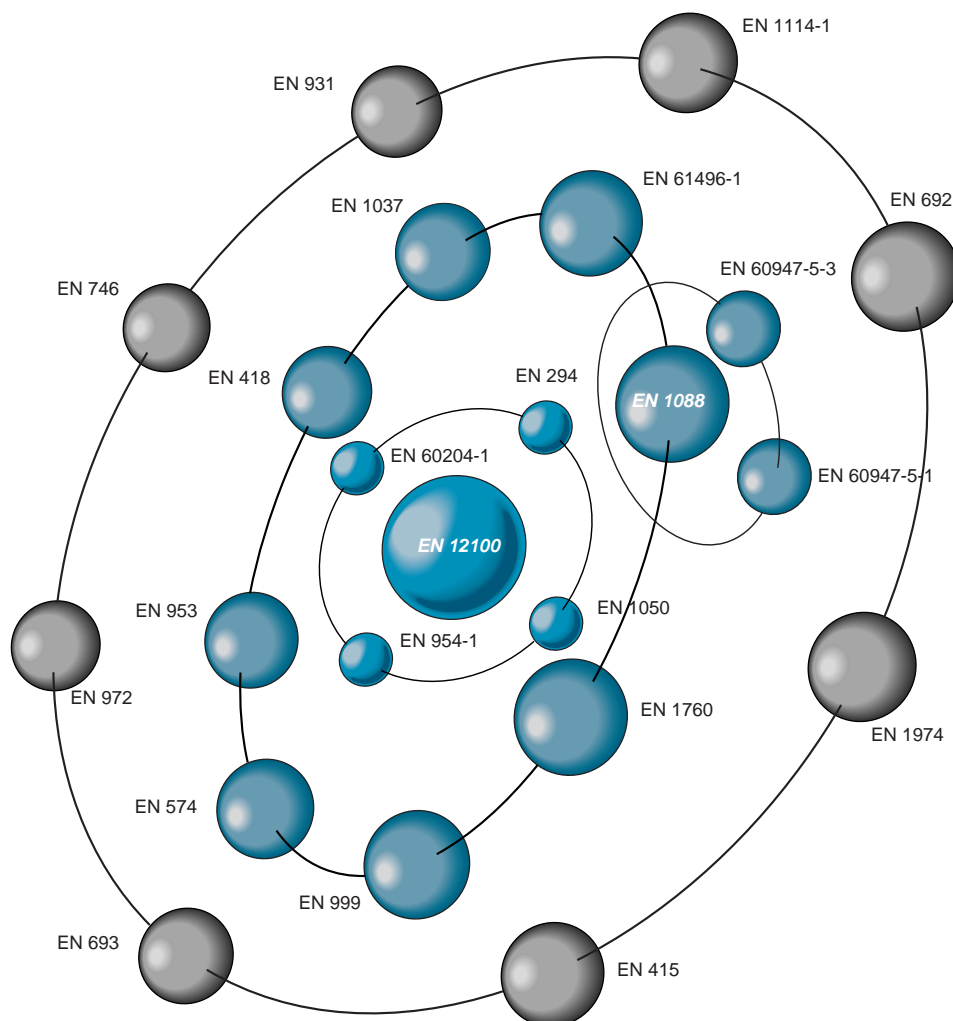 EN 1114-1
EN 931
EN 61496-1
EN 1037
EN 692
EN 60947-5-3
EN 746
EN 418
EN 294
EN 1088
EN 60204-1
EN 60947-5-1
EN 12100
EN 953
EN 1050
EN 954-1
EN 972
EN 1760
EN 1974
EN 574
EN 999
EN 693
EN 415